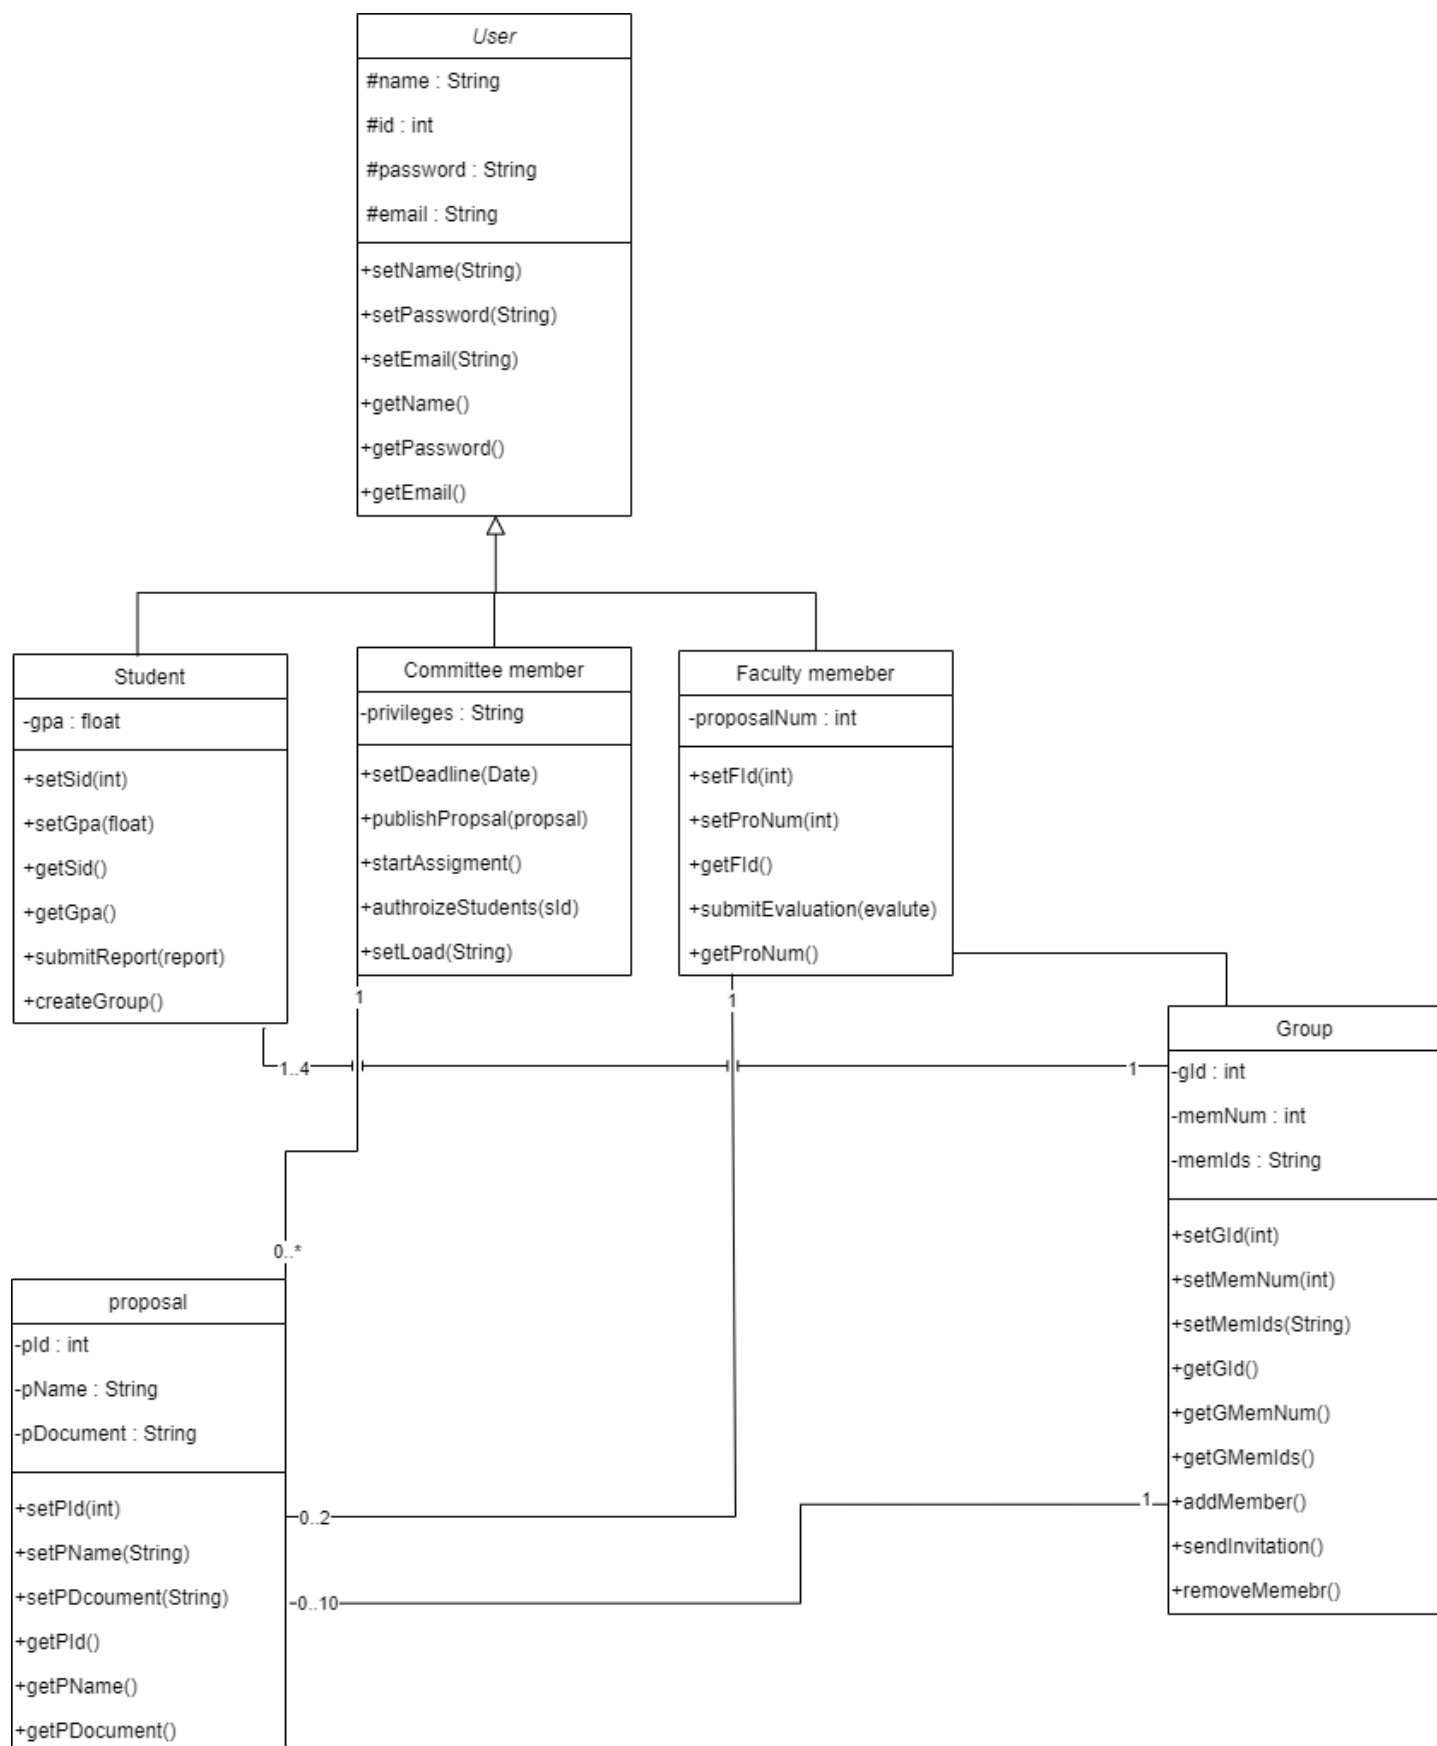 User
#name : String
#id : int
#password : String
#email : String
+setName(String)
+setPassword(String)
+setEmail(String)
+getName()
+getPassword()
+getEmail()
Student
-gpa : float
+setSid(int)
+setGpa(float)
+getSid()
+getGpa()
+submitReport(report)
+createGroup()
Committee member
-privileges : String
+setDeadline(Date)
+publishPropsal(propsal)
+startAssigment()
+authroizeStudents(sId)
+setLoad(String)
Faculty memeber
-proposalNum : int
+setFId(int)
+setProNum(int)
+getFId()
+submitEvaluation(evalute)
+getProNum()
1
1
1..4
1
Group
-gId : int
-memNum : int
-memIds : String
+setGId(int)
+setMemNum(int)
+setMemIds(String)
+getGId()
+getGMemNum()
+getGMemIds()
+addMember()
+sendInvitation()
+removeMemebr()
0..*
proposal
-pId : int
-pName : String
-pDocument : String
+setPId(int)
+setPName(String)
+setPDcoument(String)
+getPId()
+getPName()
+getPDocument()
0..2
1
0..10